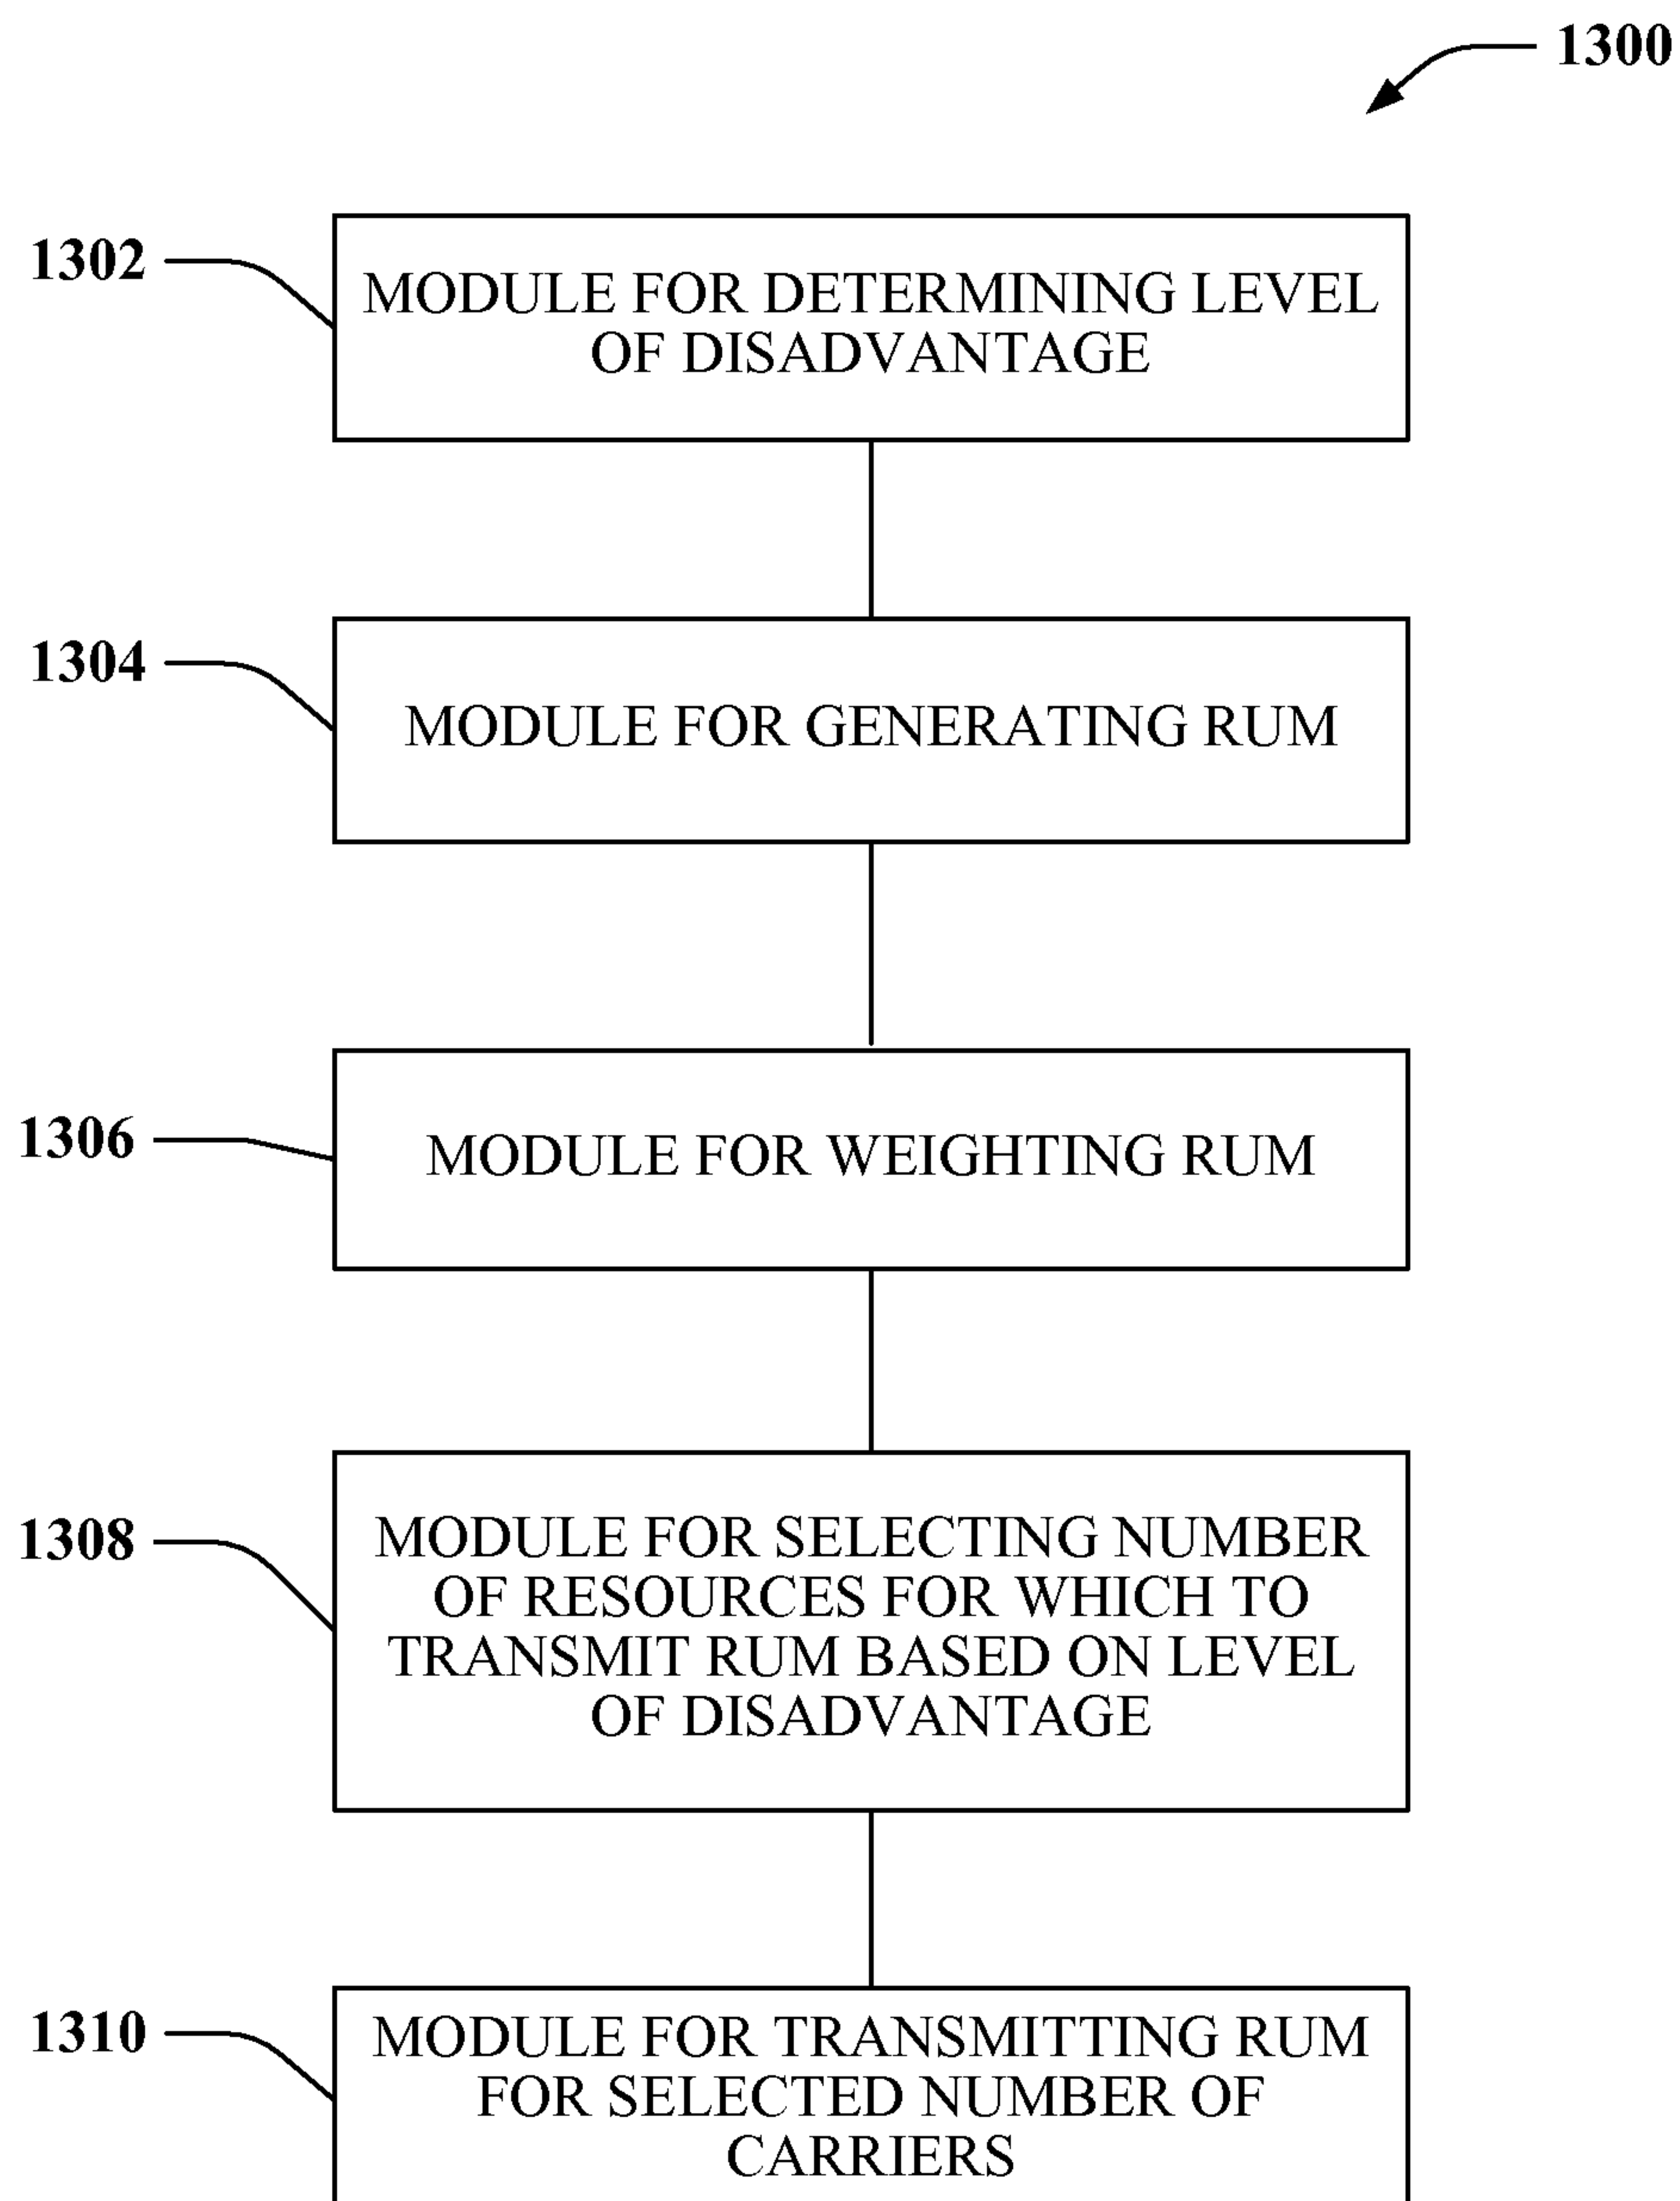 1300
1302
MODULE FOR DETERMINING LEVEL
OF DISADVANTAGE
1304
MODULE FOR GENERATING RUM
1306
MODULE FOR WEIGHTING RUM
1308
MODULE FOR SELECTING NUMBER
OF RESOURCES FOR WHICH TO
TRANSMIT RUM BASED ON LEVEL
OF DISADVANTAGE
1310
MODULE FOR TRANSMITTING RUM
FOR SELECTED NUMBER OF
CARRIERS